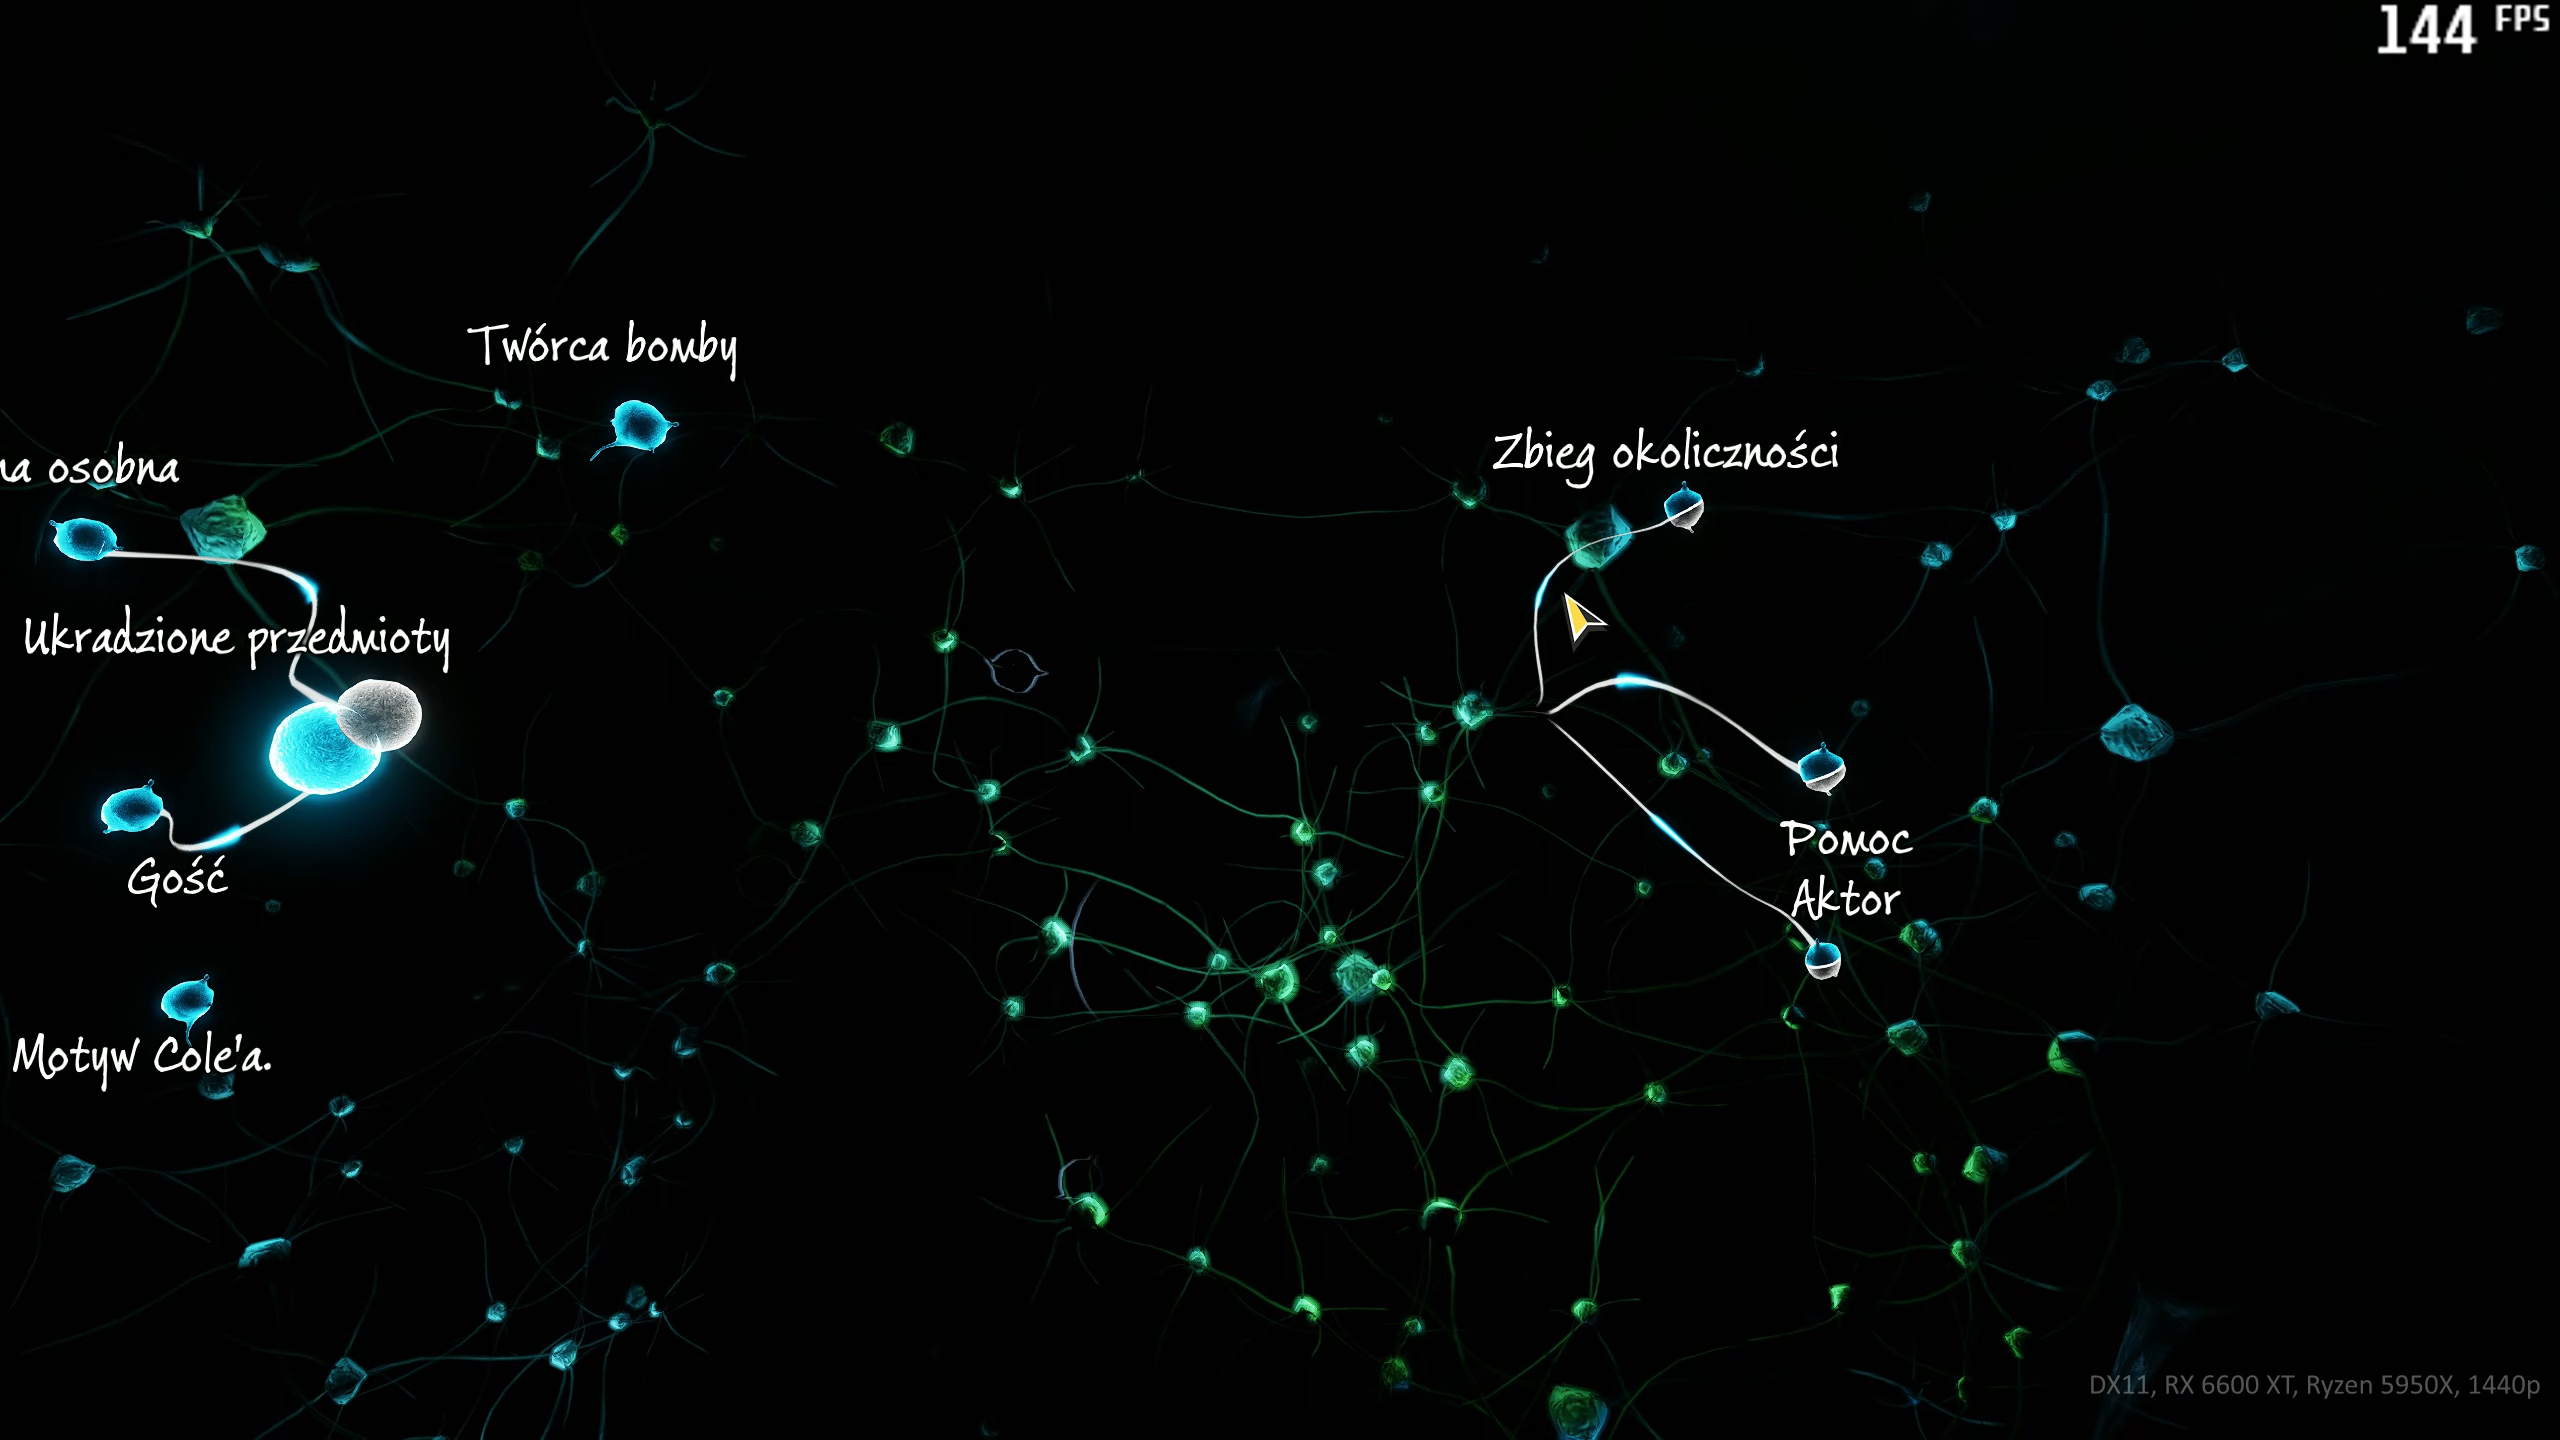 144 FPS
Twórca bomby
na osobna
Zbieg okoliczności
Ukradzione przedmioty
Pomoc
Gość
Aktor
Motyw Cole'a.
DX11, RX 6600 XT, Ryzen 5950X, 1440p